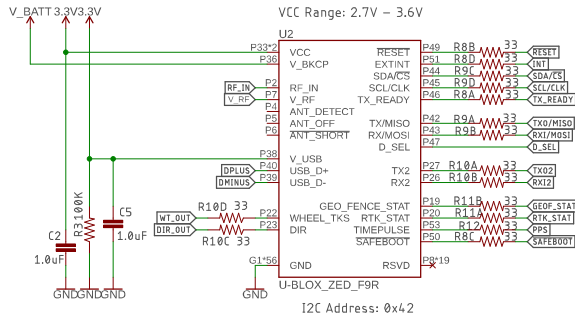 V_BATT 3.3V 3.3V
VCC Range: 2.7V - 3.6V
U2
P33*2 VCC RESET P49 R8B 33 RESET
P36 V_BCKP EXTINT P51 R8D 33 INT
SDA/CS P44 R9C 33 SDA/CS
RF_IN P2 RF_IN SCL/CLK P45 R9D 33 SCL/CLK
V_RF P7 V_RF TX_READY P46 R8A 33 TX_READY
P4 ANT_DETECT
P5 ANT_OFF TX/MISO P42 R9A 33 TXO/MISO
P6 ANT_SHORT RX/MOSI P43 R9B 33 RXI/MOSI
D_SEL P47 D_SEL
P38 V_USB
DPLUS P40 USB_D+ TX2 P27 R10A 33 TXO2
DMINUS P39 USB_D- RX2 P26 R10B 33 RXI2
R3 100K
C5 1.0uF
R10D 33 GEO_FENCE_STAT P19 R11B 33 GEOF_STAT
WT_OUT P22 WHEEL_TKS RTK_STAT P20 R11A 33 RTK_STAT
DIR_OUT P23 DIR TIMEPULSE P53 R12 33 PPS
R10C 33 SAFEBOOT P50 R8C 33 SAFEBOOT
C2 1.0uF
G1*56 GND RSVD P8*19
U-BLOX_ZED_F9R
GND GND GND GND
I2C Address: 0x42